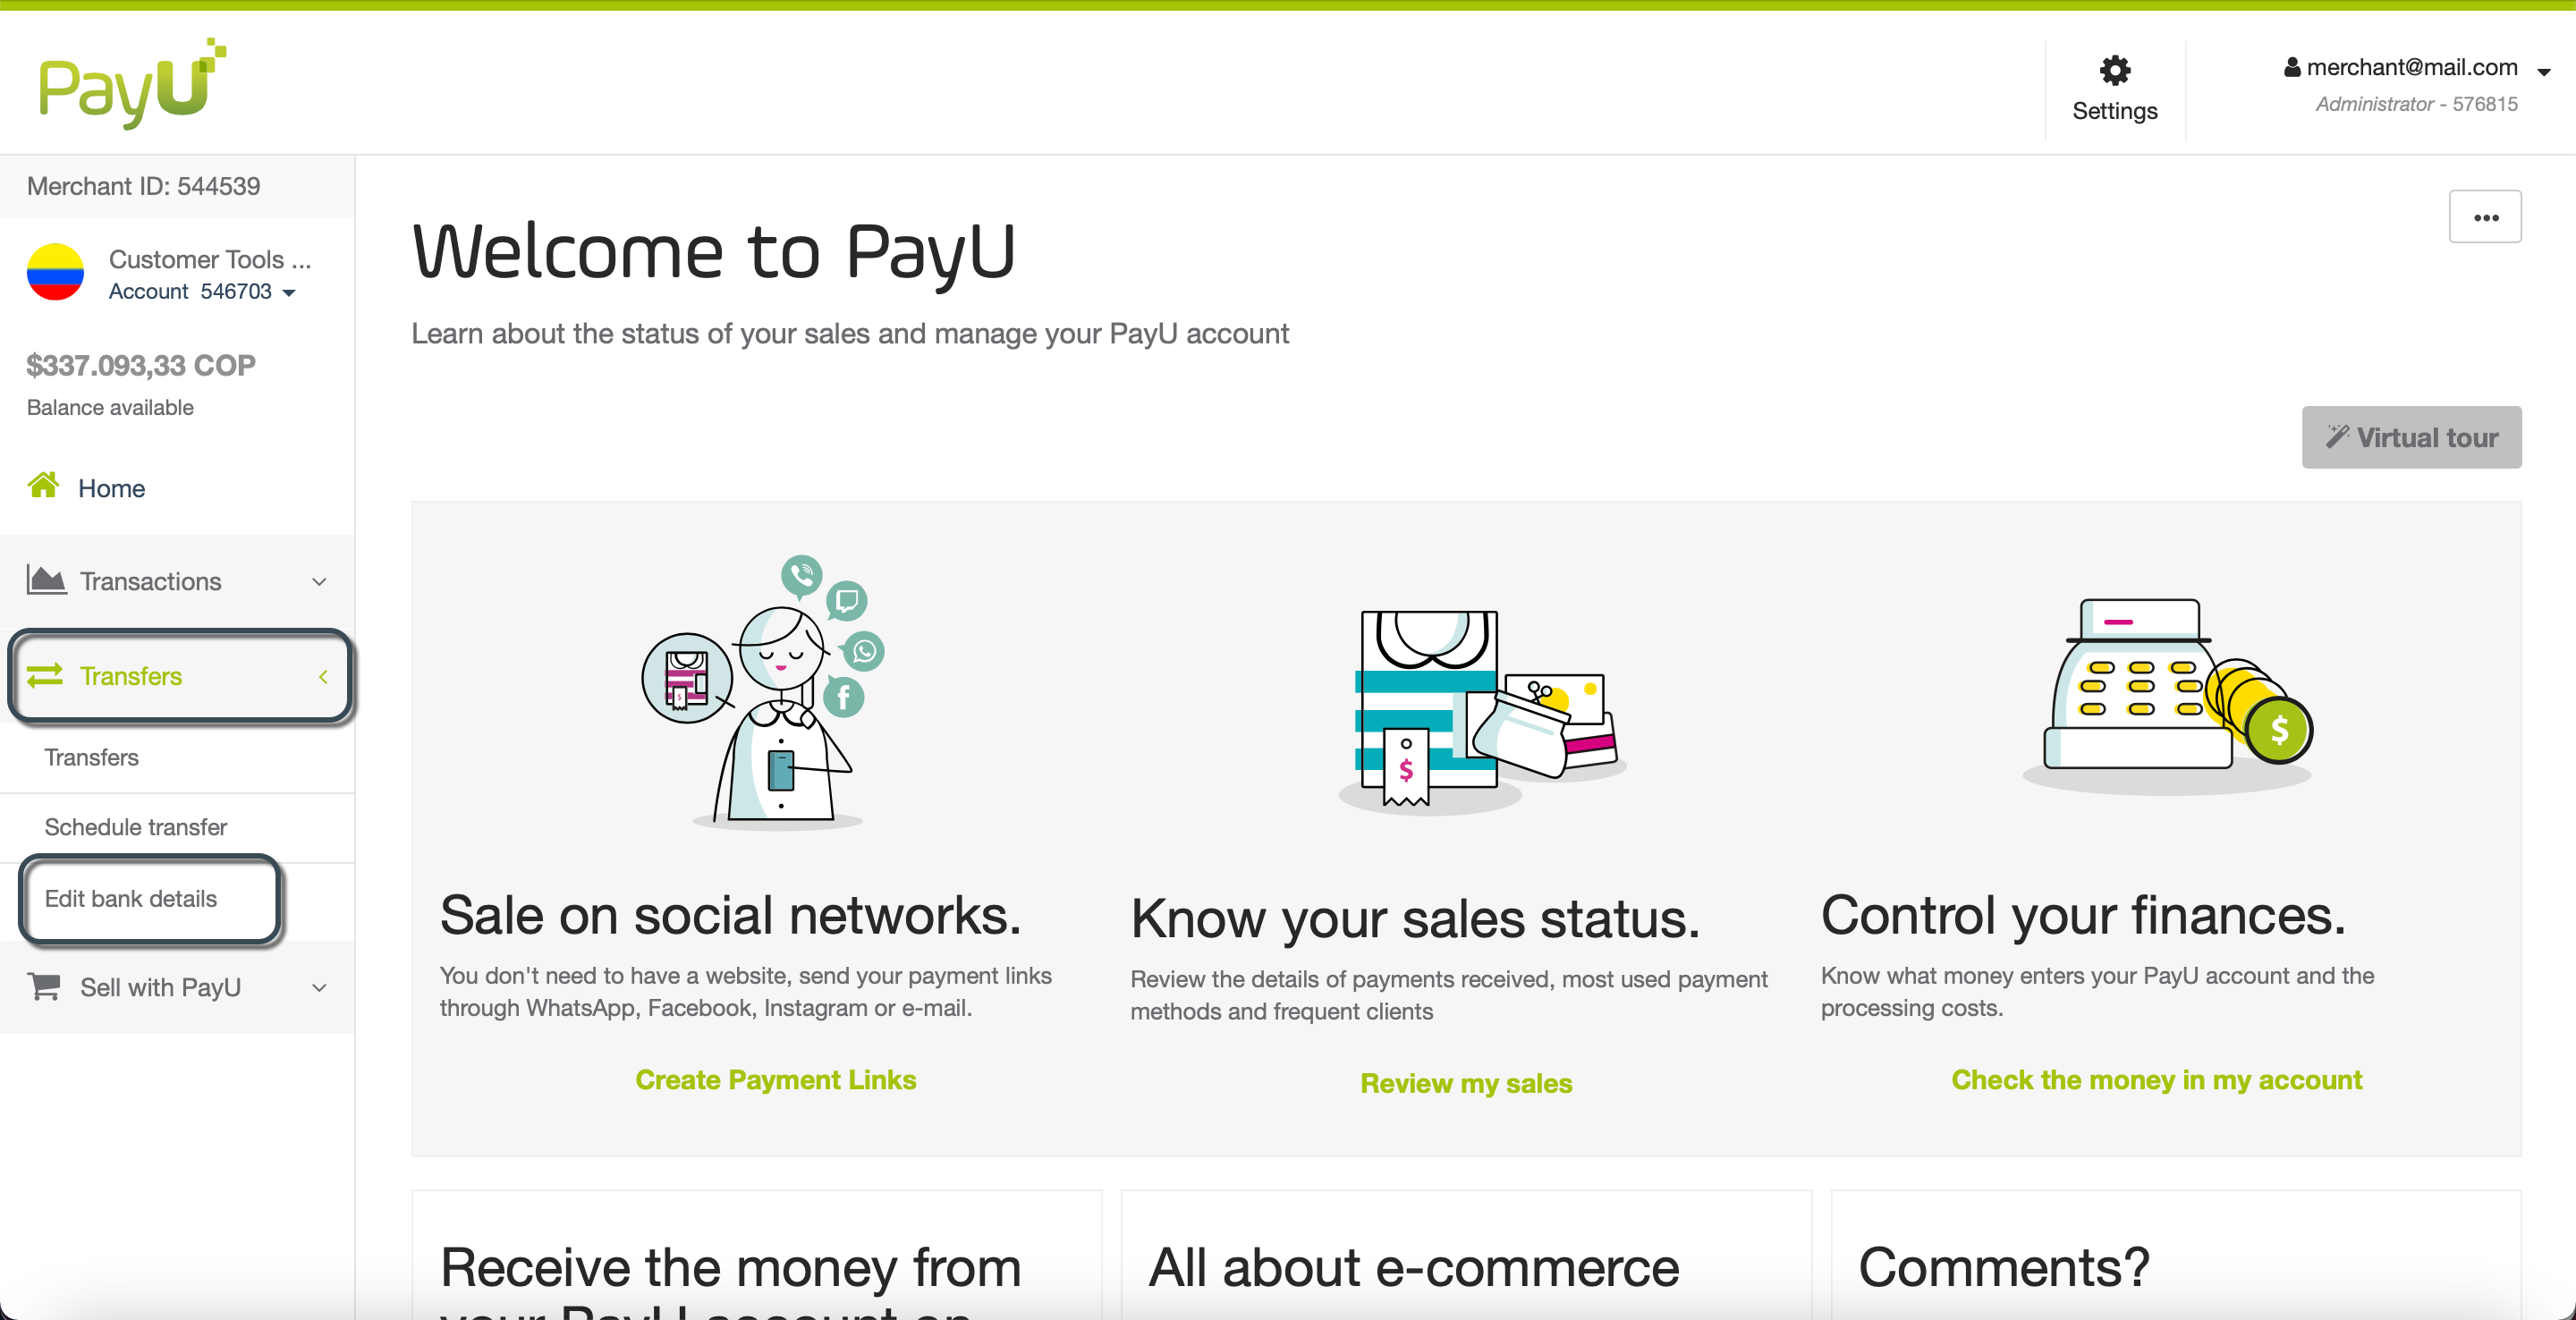 PayU
Settings
merchant@mail.com
Administrator - 576815
Merchant ID: 544539
Customer Tools ...
Account 546703
$337.093,33 COP
Balance available
Home
Transactions
Transfers
Transfers
Schedule transfer
Edit bank details
Sell with PayU
Welcome to PayU
Learn about the status of your sales and manage your PayU account
Virtual tour
Sale on social networks.
You don't need to have a website, send your payment links
through WhatsApp, Facebook, Instagram or e-mail.
Create Payment Links
Know your sales status.
Review the details of payments received, most used payment
methods and frequent clients
Review my sales
Control your finances.
Know what money enters your PayU account and the
processing costs.
Check the money in my account
Receive the money from
your PayU account on
All about e-commerce
Comments?